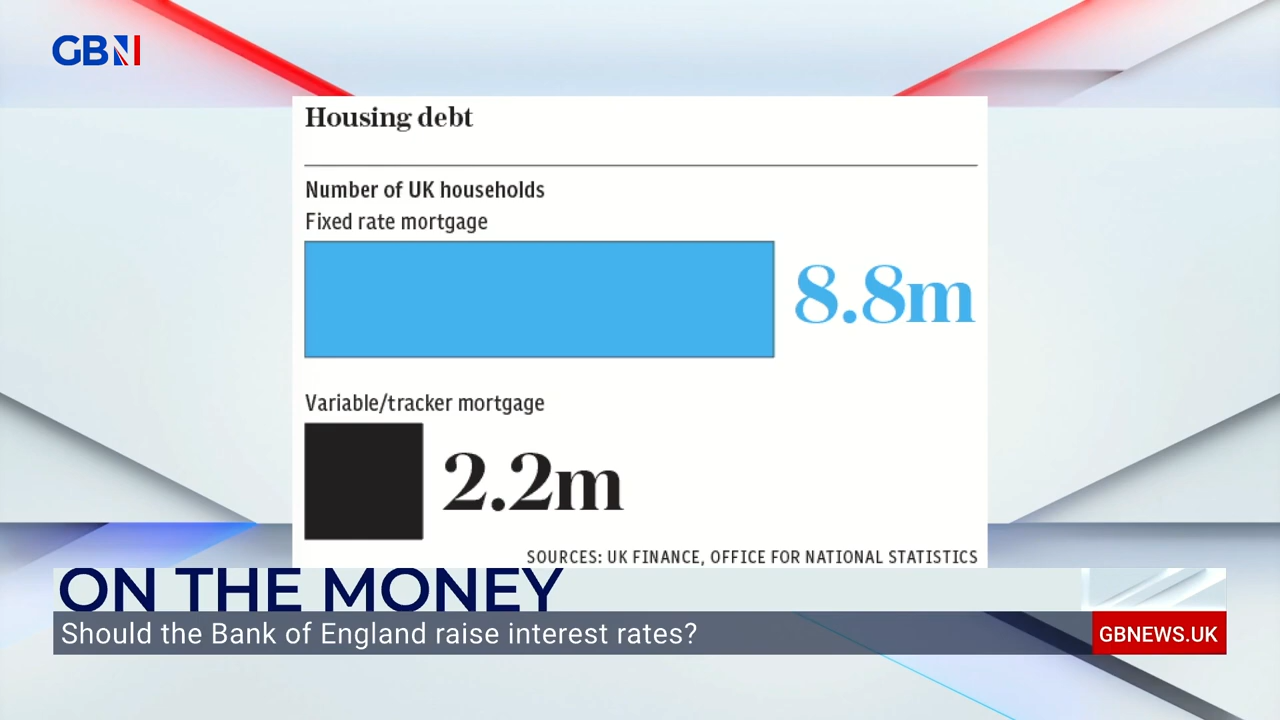 GBN
Housing debt
Number of UK households
Fixed rate mortgage
8.8m
Variable/tracker mortgage
2.2m
SOURCES: UK FINANCE, OFFICE FOR NATIONAL STATISTICS
ON THE MONEY
Should the Bank of England raise interest rates?
GBNEWS.UK